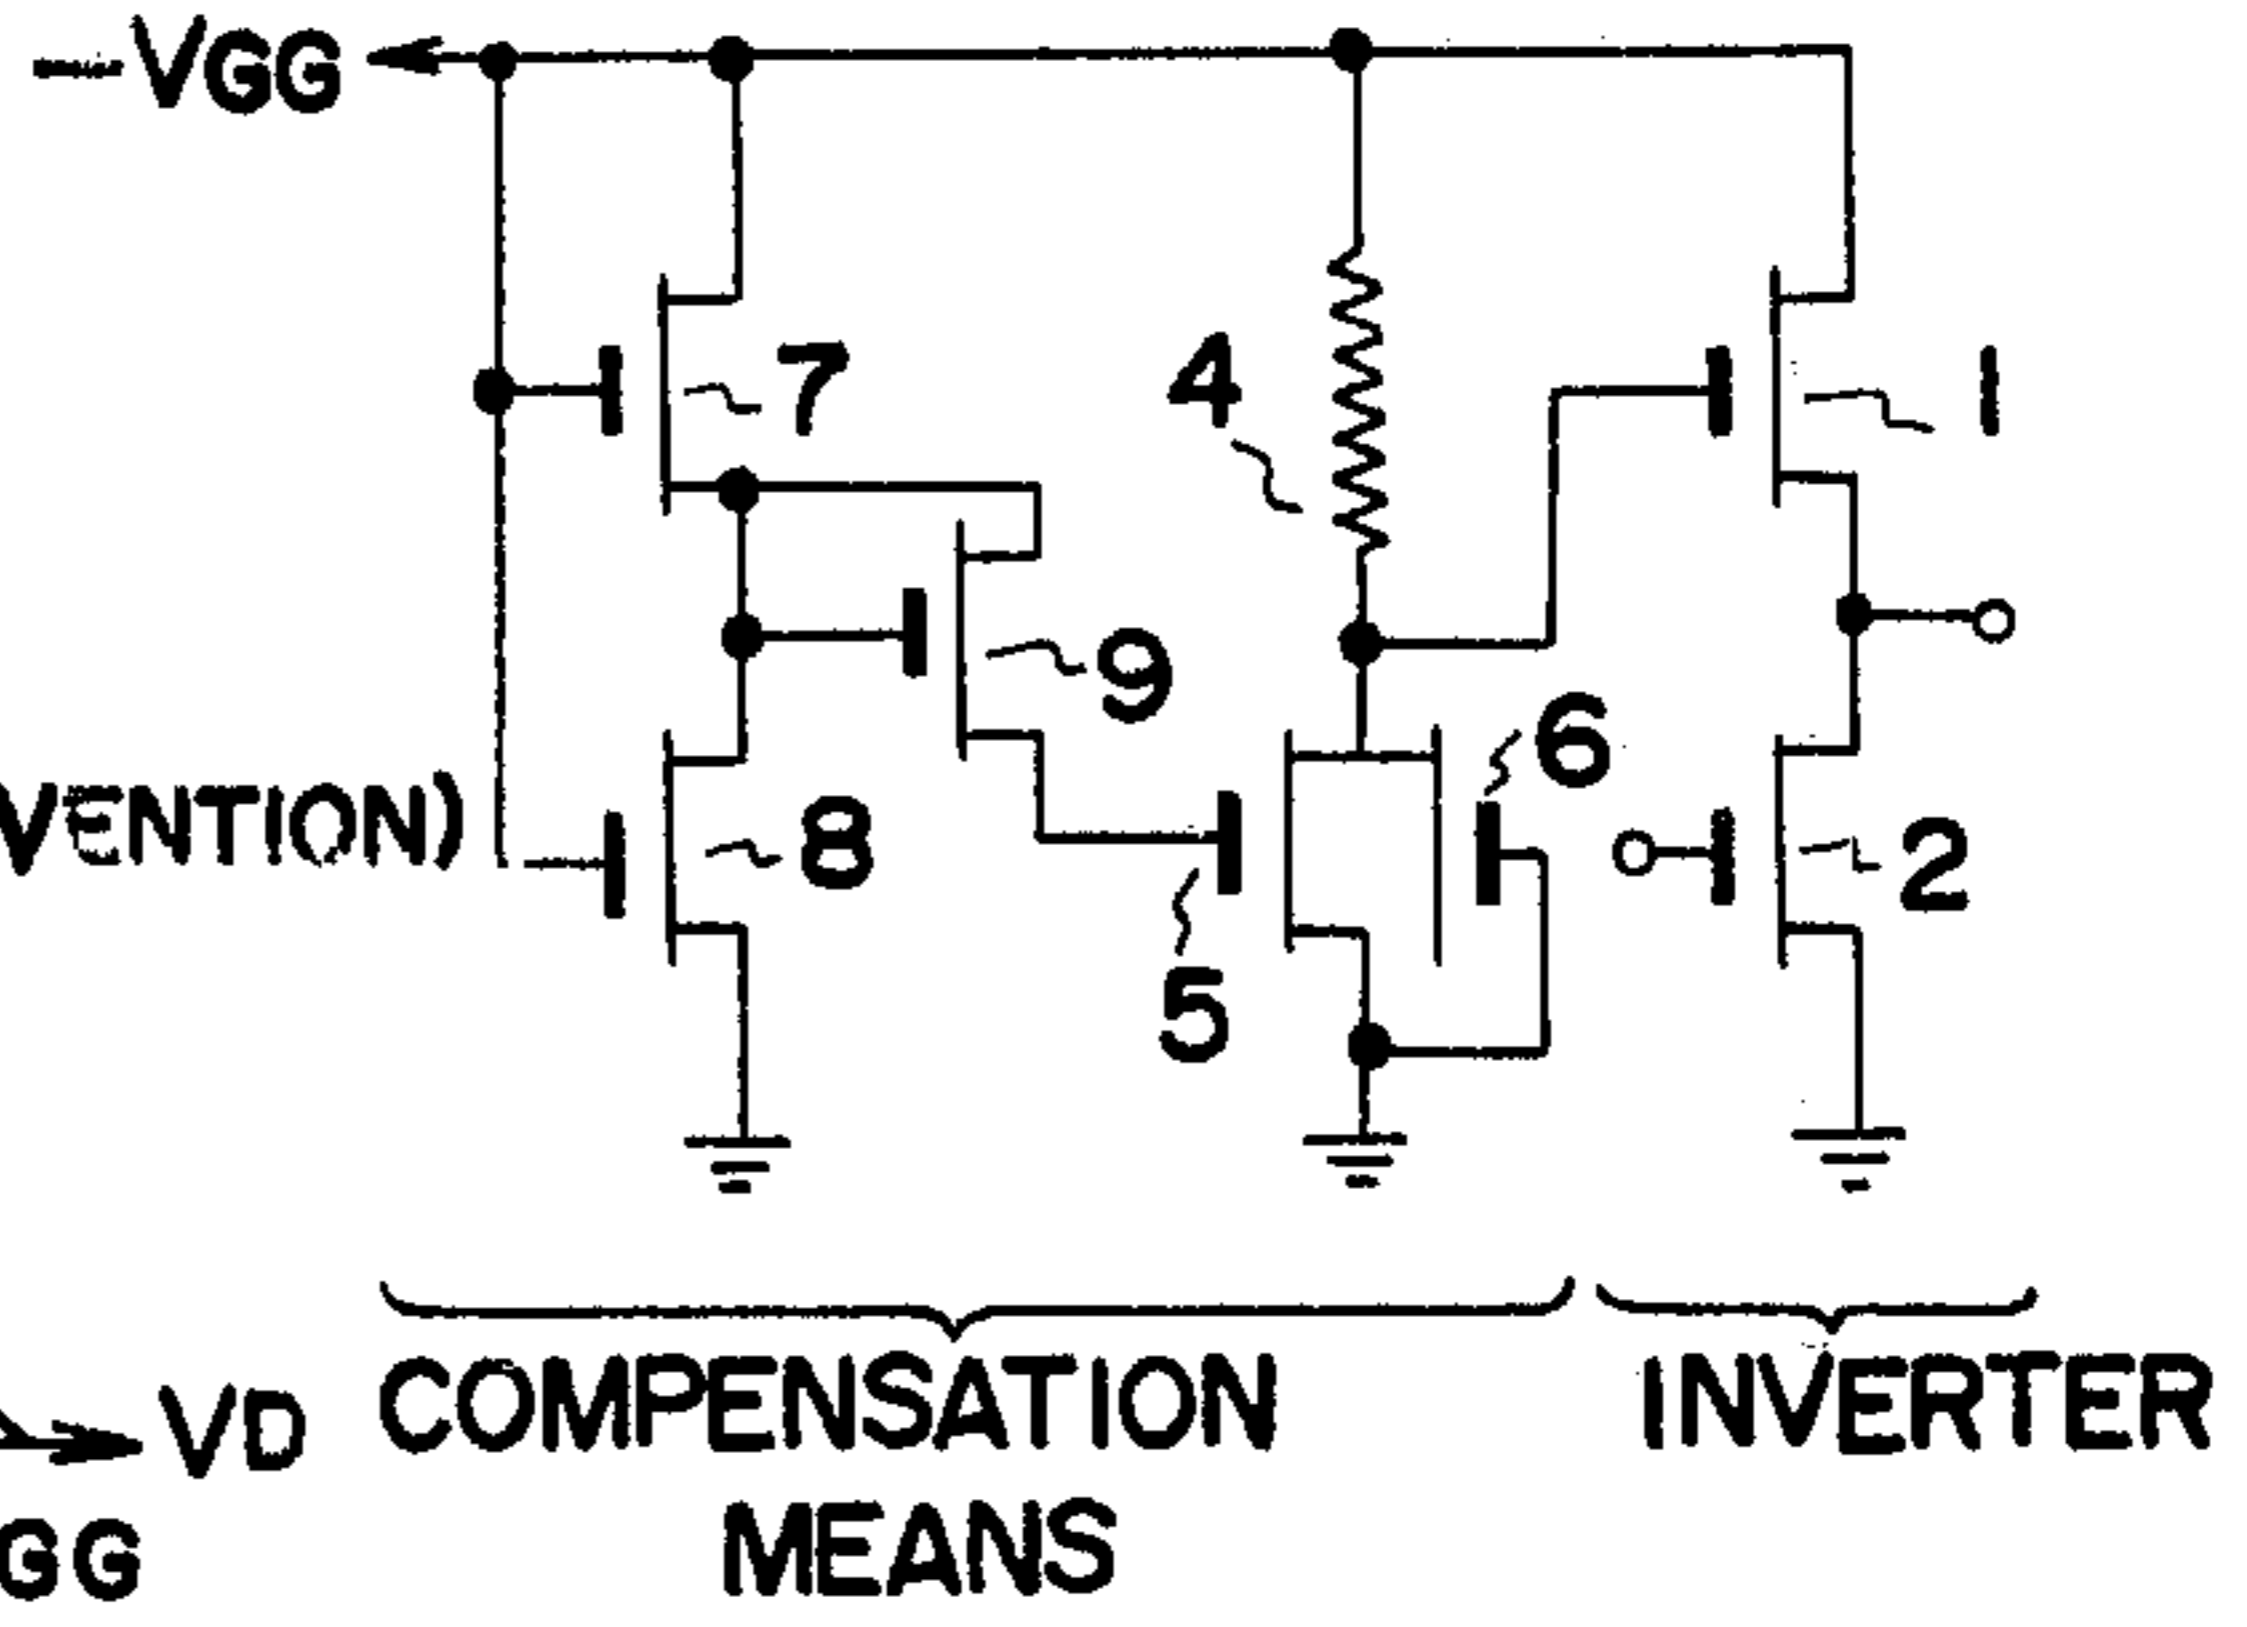 -VGG
7
4
1
9
6
VENTION)
8
2
5
COMPENSATION
MEANS
INVERTER
VD
GG